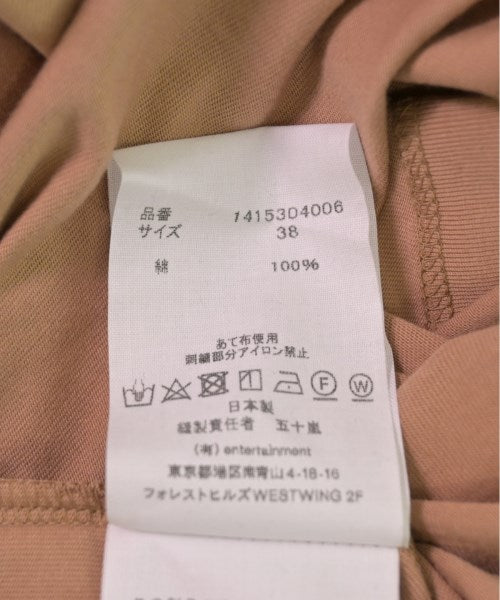 品番 1415304006
サイズ 38
綿 100%
あて布使用
刺繍部分アイロン禁止
F W
日本製
縫製責任者 五十嵐
(有) entertainment
東京都港区南青山4-18-16
フォレストヒルズWESTWING 2F